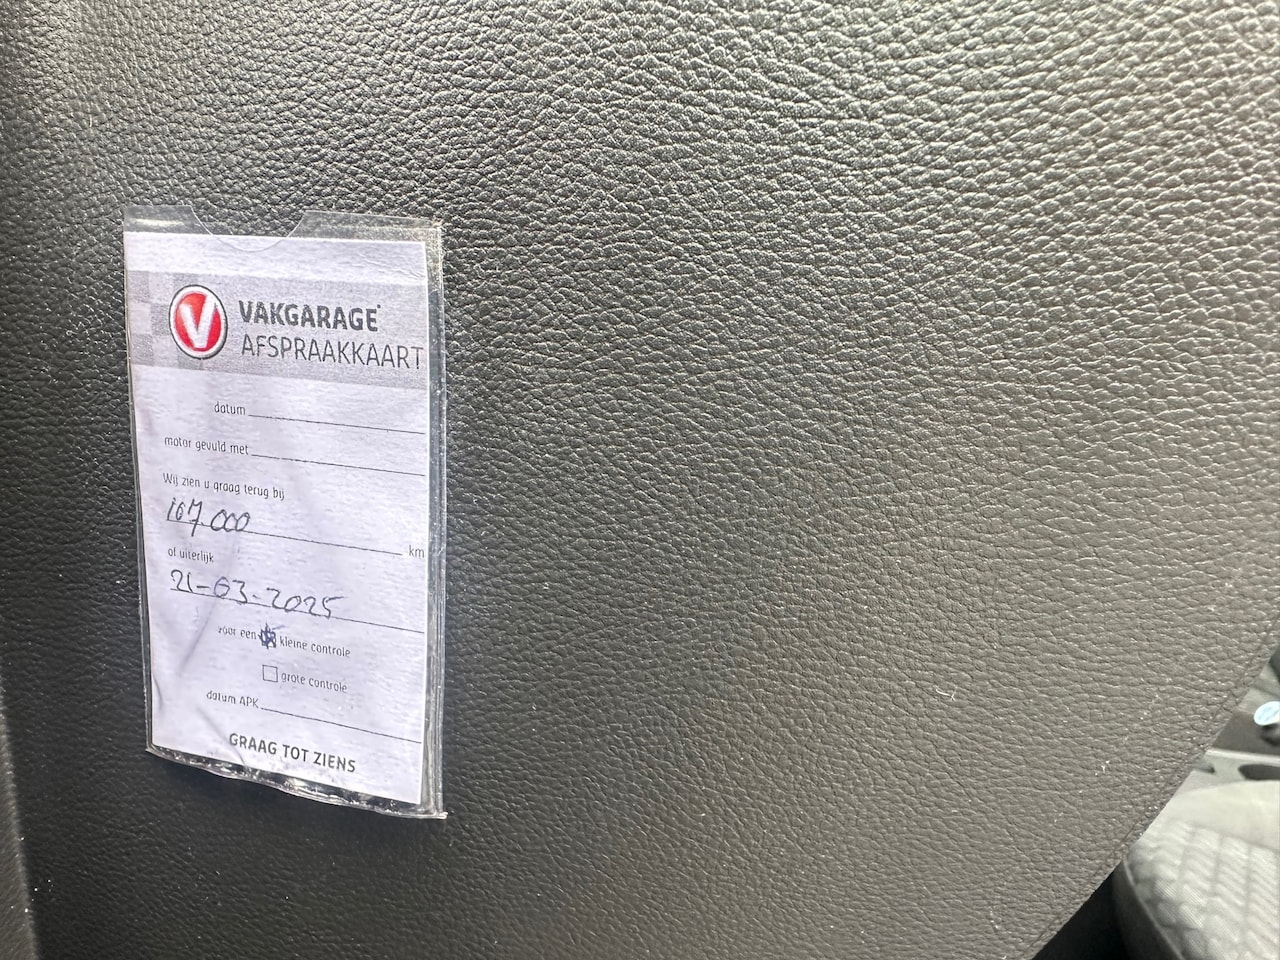 V VAKGARAGE
AFSPRAAKKAART
datum
motor gevuld met
Wij zien u graag terug bij
167.000 km
of uiterlijk
21-03-2025
voor een kleine controle
grote controle
datum APK
GRAAG TOT ZIENS